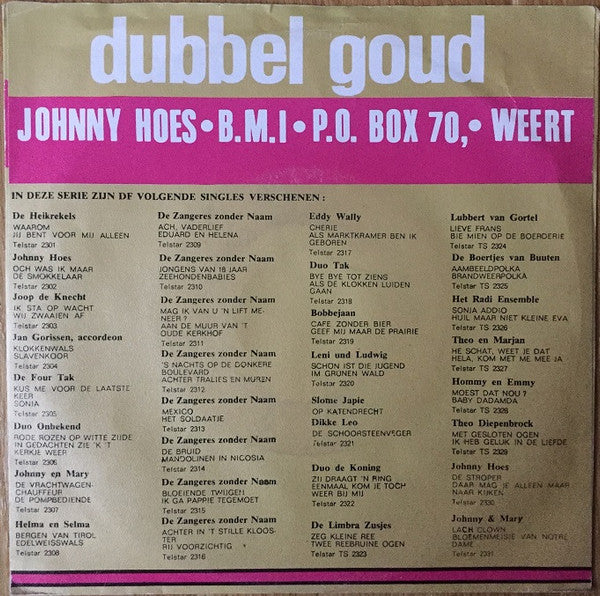 dubbel goud
JOHNNY HOES • B.M.I • P.O. BOX 70, • WEERT
IN DEZE SERIE ZIJN DF VOLGENDE SINGLES VERSCHENEN :
De Heikrekels
WAAROM
JIJ BENT VOOR MIJ ALLEEN
Telstar 2301
Johnny Hoes
OCH WAS IK MAAR
DE SMOKKELAAR
Telstar 2302
Joop de Knecht
IK STA OP WACHT
WIJ ZWAAIEN AF
Telstar 2303
Jan Gorissen, accordeon
KLOKKENWALS
SLAVENKOOR
Telstar 2304
De Four Tak
KUS ME VOOR DE LAATSTE
KEER
SONJA
Telstar 2305
Duo Onbekend
RODE ROZEN OP WITTE ZIJDE
IN GEDACHTEN ZIE 'K 'T
KERKJE WEER
Telstar 2306
Johnny en Mary
DE VRACHTWAGEN-
CHAUFFEUR
DE POMPBEDIENDE
Telstar 2307
Helma en Selma
BERGEN VAN TIROL
EDELWEISSWALS
Telstar 2308
De Zangeres zonder Naam
ACH, VADERLIEF
EDUARD EN HELENA
Telstar 2309
De Zangeres zonder Naam
JONGENS VAN 16 JAAR
ZEEHONDENBABIES
Telstar 2310
De Zangeres zonder Naam
MAG IK VAN U 'N LIFT ME-
NEER ?
AAN DE MUUR VAN 'T
OUDE KERKHOF
Telstar 2311
De Zangeres zonder Naam
'S NACHTS OP DE DONKERE
BOULEVARD
ACHTER TRALIES EN MUREN
Telstar 2312
De Zangeres zonder Naam
MEXICO
HET SOLDAATJE
Telstar 2313
De Zangeres zonder Naam
DE BRUID
MANDOLINEN IN NICOSIA
Telstar 2314
De Zangeres zonder Naam
BLOEIENDE TWIJGEN
IK GA PAPPIE TEGEMOET
Telstar 2315
De Zangeres zonder Naam
ACHTER IN 'T STILLE KLOOS-
TER
RIJ VOORZICHTIG
Telstar 2316
Eddy Wally
CHERIE
ALS MARKTKRAMER BEN IK
GEBOREN
Telstar 2317
Duo Tak
BYE BYE TOT ZIENS
ALS DE KLOKKEN LUIDEN
GAAN
Telstar 2318
Bobbejaan
CAFE ZONDER BIER
GEEF MIJ MAAR DE PRAIRIE
Telstar 2319
Leni und Ludwig
SCHON IST DIE JUGEND
IM GRUNEN WALD
Telstar 2320
Slome Japie
OP KATENDRECHT
Dikke Leo
DE SCHOORSTEENVEGER
Telstar 2321
Duo de Koning
ZIJ DRAAGT 'N RING
EENMAAL KOM JE TOCH
WEER BIJ MIJ
Telstar 2322
De Limbra Zusjes
ZEG KLEINE REE
TWEE REEBRUINE OGEN
Telstar TS 2323
Lubbert van Gortel
LIEVE FRANS
BIE MIEN OP DE BOERDERIE
Telstar TS 2324
De Boertjes van Buuten
AAMBEELDPOLKA
BRANDWEERPOLKA
Telstar TS 2325
Het Radi Ensemble
SONJA ADDIO
HUIL MAAR NIET KLEINE EVA
Telstar TS 2326
Theo en Marjan
HE SCHAT, WEET JE DAT
HELA, KOM MET ME MEE JA
Telstar TS 2327
Hommy en Emmy
MOEST DAT NOU ?
BABY DADAMDA
Telstar TS 2328
Theo Diepenbrock
MET GESLOTEN OGEN
IK HEB GELUK IN DE LIEFDE
Telstar TS 2329
Johnny Hoes
DE STROPER
DAAR MAG JE ALLEEN MAAR
NAAR KIJKEN
Telstar 2330
Johnny & Mary
LACH CLOWN
BLOEMENMEISJE VAN NOTRE
DAME
Telstar 2331